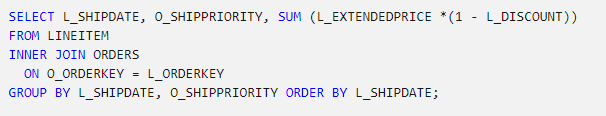 SELECT L_SHIPDATE, O_SHIPPRIORITY, SUM (L_EXTENDEDPRICE *(1 - L_DISCOUNT))
FROM LINEITEM
INNER JOIN ORDERS
  ON O_ORDERKEY = L_ORDERKEY
GROUP BY L_SHIPDATE, O_SHIPPRIORITY ORDER BY L_SHIPDATE;